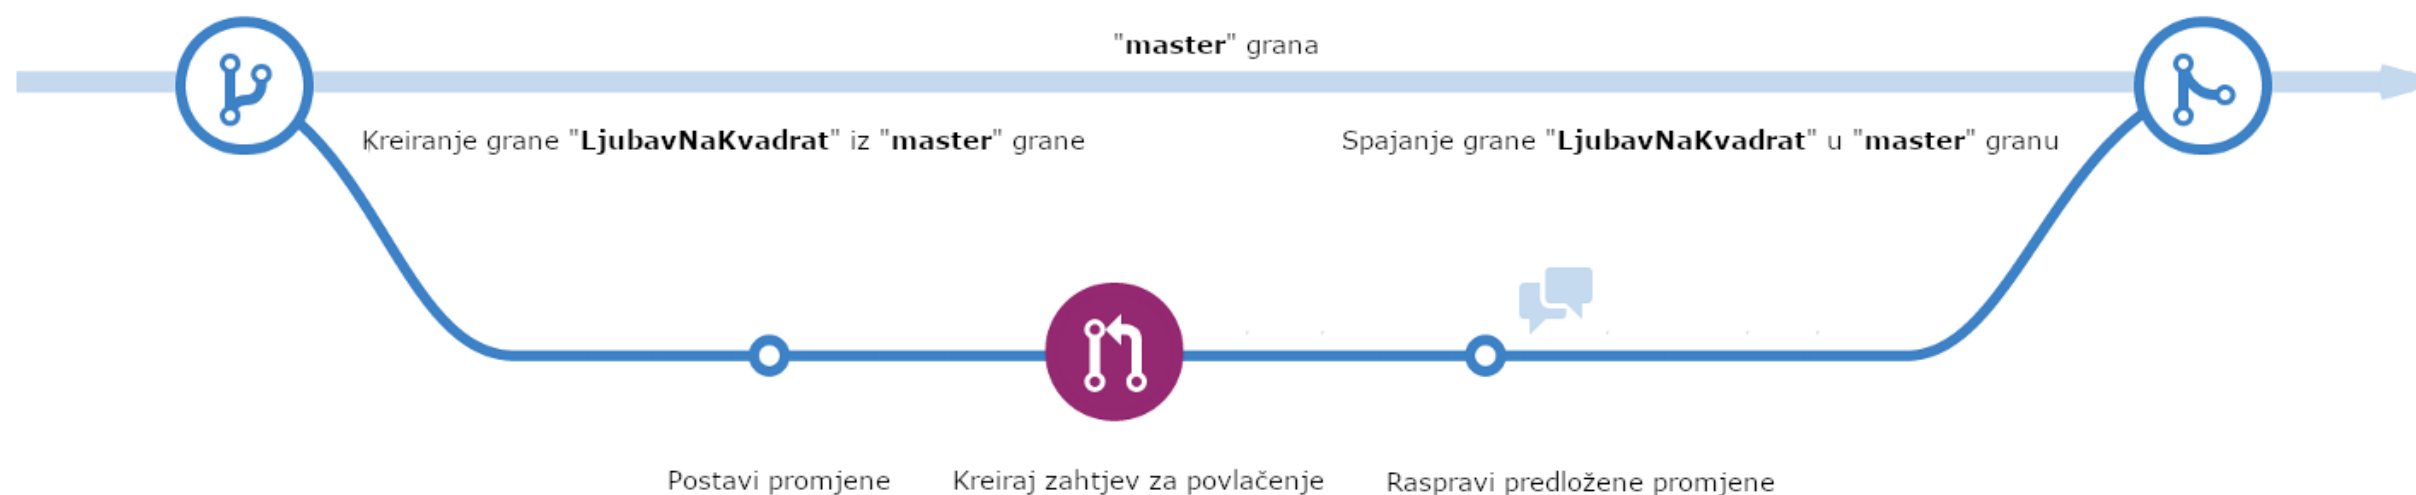 "master" grana
Kreiranje grane "LjubavNaKvadrat" iz "master" grane
Spajanje grane "LjubavNaKvadrat" u "master" granu
Postavi promjene
Kreiraj zahtjev za povlačenje
Raspravi predložene promjene